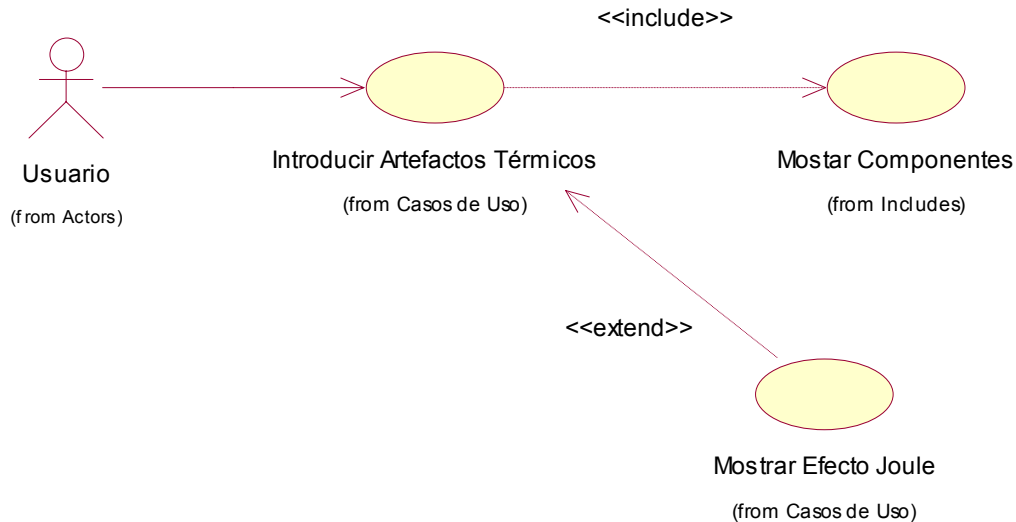 <<include>>
Usuario
(from Actors)
Introducir Artefactos Térmicos
(from Casos de Uso)
Mostar Componentes
(from Includes)
<<extend>>
Mostrar Efecto Joule
(from Casos de Uso)